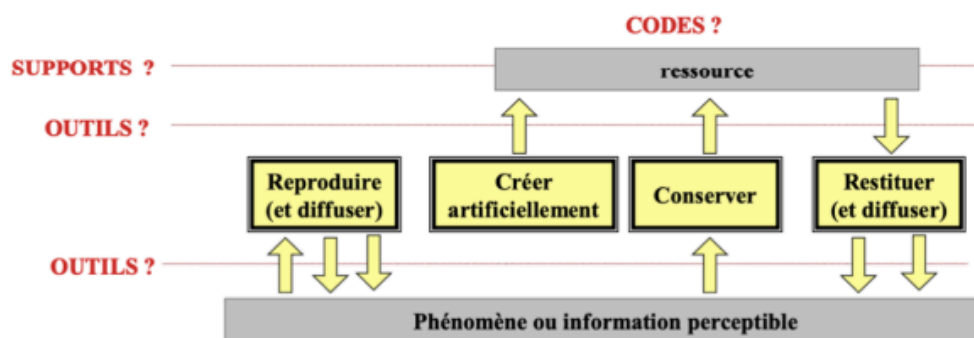 CODES ?
SUPPORTS ?
ressource
OUTILS ?
Reproduire
(et diffuser)
Créer
artificiellement
Conserver
Restituer
(et diffuser)
OUTILS ?
Phénomène ou information perceptible